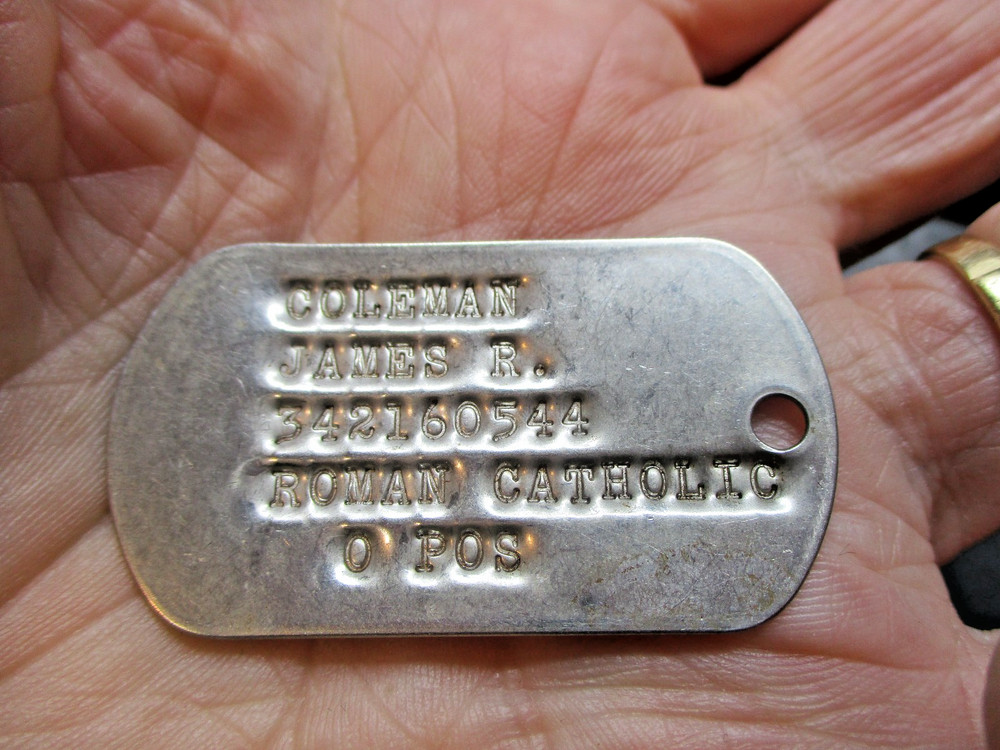 COLEMAN
JAMES R.
342160544
ROMAN CATHOLIC
O POS